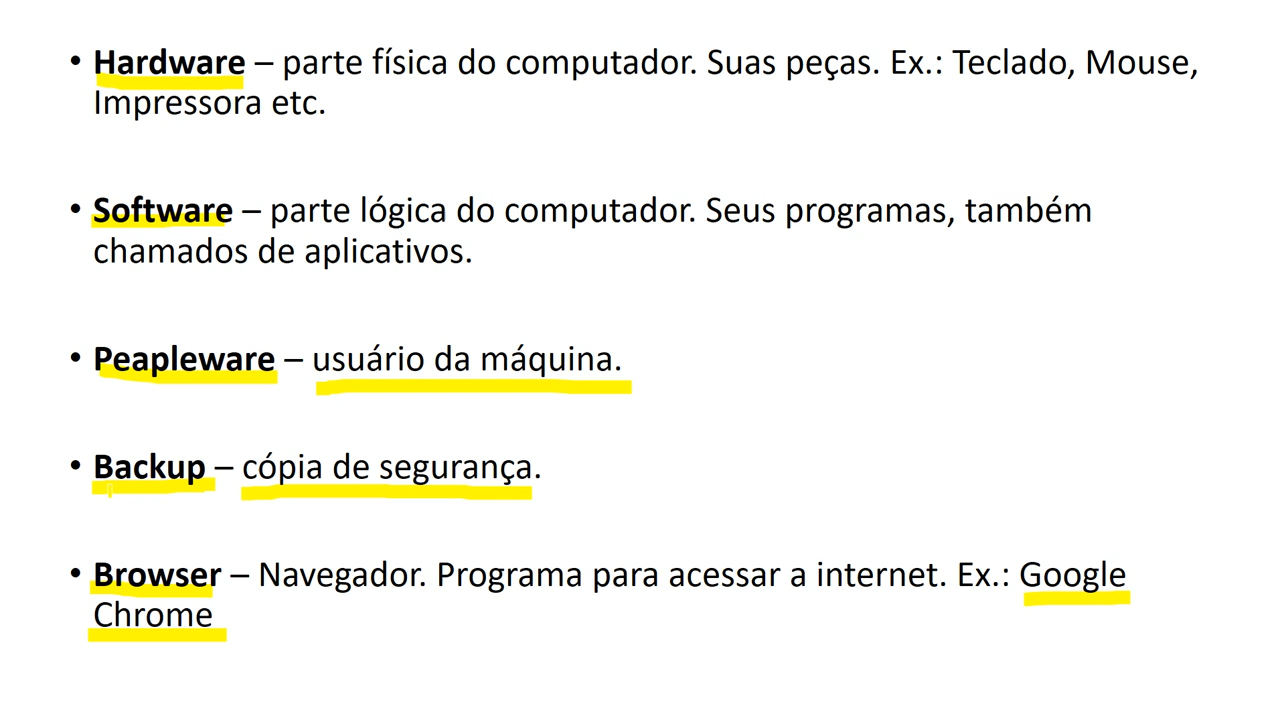 • Hardware – parte física do computador. Suas peças. Ex.: Teclado, Mouse,
Impressora etc.
• Software – parte lógica do computador. Seus programas, também
chamados de aplicativos.
• Peapleware – usuário da máquina.
• Backup – cópia de segurança.
• Browser – Navegador. Programa para acessar a internet. Ex.: Google
Chrome